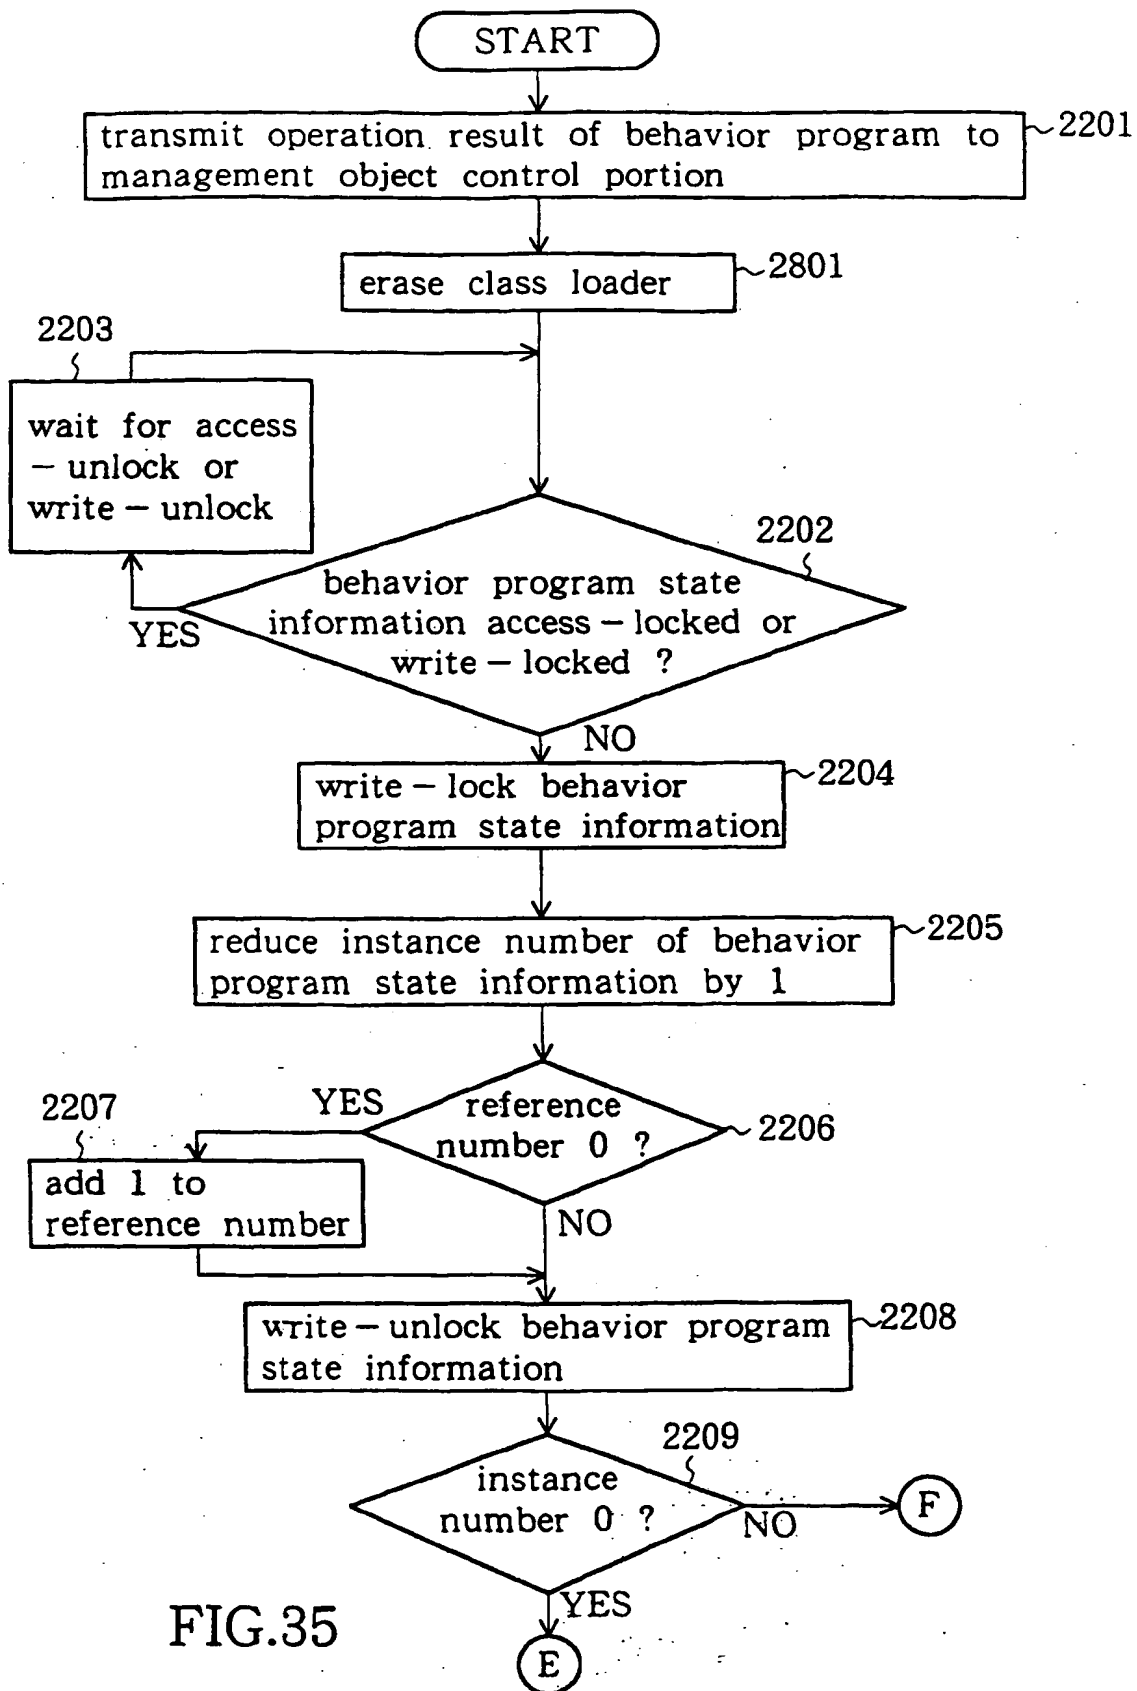 START
transmit operation result of behavior program to
management object control portion
2201
erase class loader
2801
2203
wait for access
– unlock or
write – unlock
2202
behavior program state
information access – locked or
write – locked ?
YES
NO
write – lock behavior
program state information
2204
reduce instance number of behavior
program state information by 1
2205
reference
number 0 ?
2206
YES
2207
add 1 to
reference number
NO
write – unlock behavior program
state information
2208
2209
instance
number 0 ?
NO
F
YES
E
FIG.35